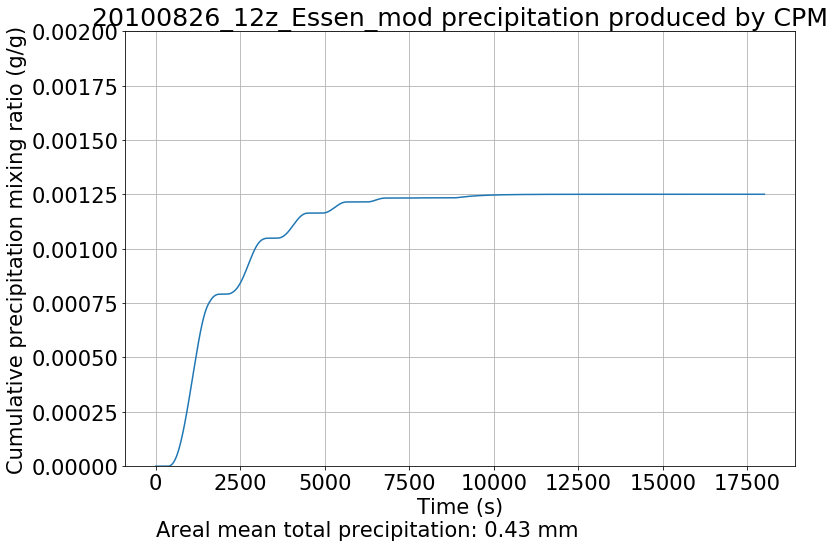 20100826_12z_Essen_mod precipitation produced by CPM
Cumulative precipitation mixing ratio (g/g)
0.00200
0.00175
0.00150
0.00125
0.00100
0.00075
0.00050
0.00025
0.00000
0 2500 5000 7500 10000 12500 15000 17500
Time (s)
Areal mean total precipitation: 0.43 mm